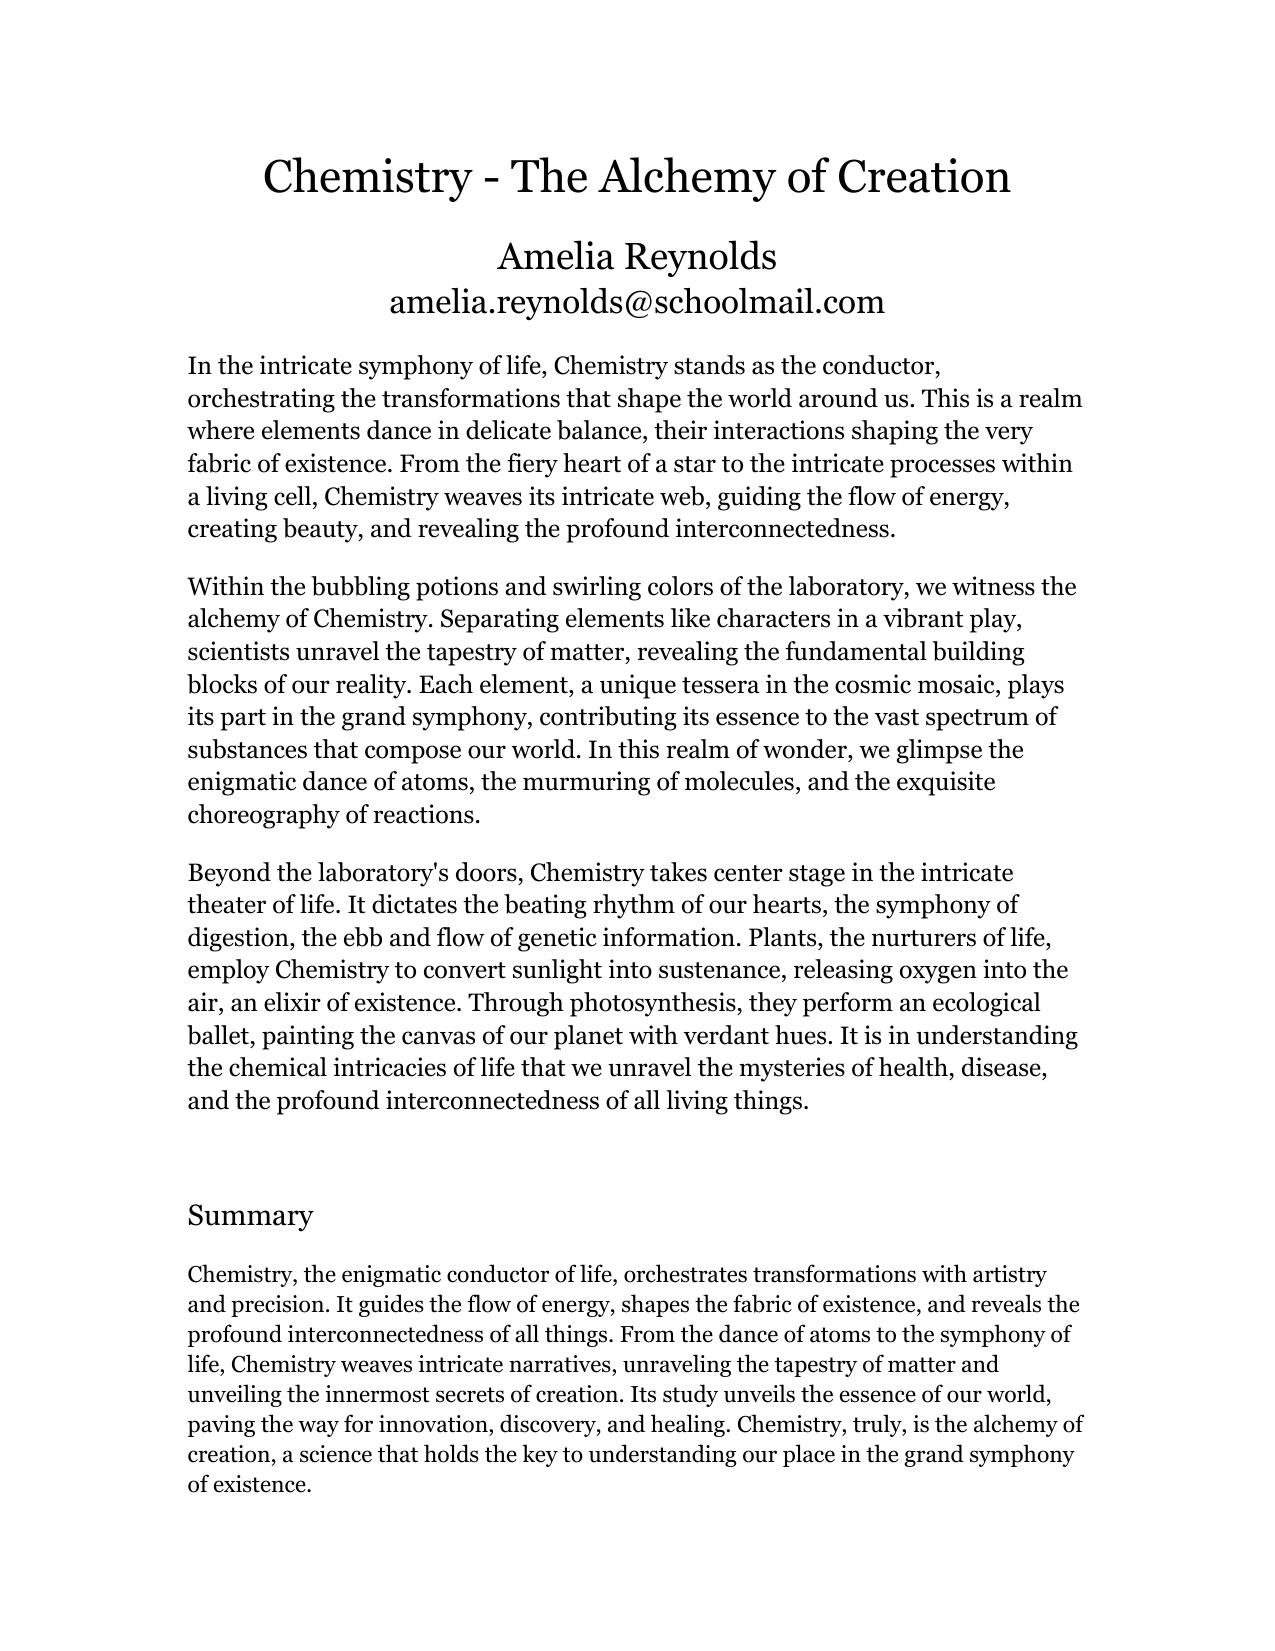 Chemistry - The Alchemy of Creation
Amelia Reynolds
amelia.reynolds@schoolmail.com
In the intricate symphony of life, Chemistry stands as the conductor,
orchestrating the transformations that shape the world around us. This is a realm
where elements dance in delicate balance, their interactions shaping the very
fabric of existence. From the fiery heart of a star to the intricate processes within
a living cell, Chemistry weaves its intricate web, guiding the flow of energy,
creating beauty, and revealing the profound interconnectedness.
Within the bubbling potions and swirling colors of the laboratory, we witness the
alchemy of Chemistry. Separating elements like characters in a vibrant play,
scientists unravel the tapestry of matter, revealing the fundamental building
blocks of our reality. Each element, a unique tessera in the cosmic mosaic, plays
its part in the grand symphony, contributing its essence to the vast spectrum of
substances that compose our world. In this realm of wonder, we glimpse the
enigmatic dance of atoms, the murmuring of molecules, and the exquisite
choreography of reactions.
Beyond the laboratory's doors, Chemistry takes center stage in the intricate
theater of life. It dictates the beating rhythm of our hearts, the symphony of
digestion, the ebb and flow of genetic information. Plants, the nurturers of life,
employ Chemistry to convert sunlight into sustenance, releasing oxygen into the
air, an elixir of existence. Through photosynthesis, they perform an ecological
ballet, painting the canvas of our planet with verdant hues. It is in understanding
the chemical intricacies of life that we unravel the mysteries of health, disease,
and the profound interconnectedness of all living things.
Summary
Chemistry, the enigmatic conductor of life, orchestrates transformations with artistry
and precision. It guides the flow of energy, shapes the fabric of existence, and reveals the
profound interconnectedness of all things. From the dance of atoms to the symphony of
life, Chemistry weaves intricate narratives, unraveling the tapestry of matter and
unveiling the innermost secrets of creation. Its study unveils the essence of our world,
paving the way for innovation, discovery, and healing. Chemistry, truly, is the alchemy of
creation, a science that holds the key to understanding our place in the grand symphony
of existence.